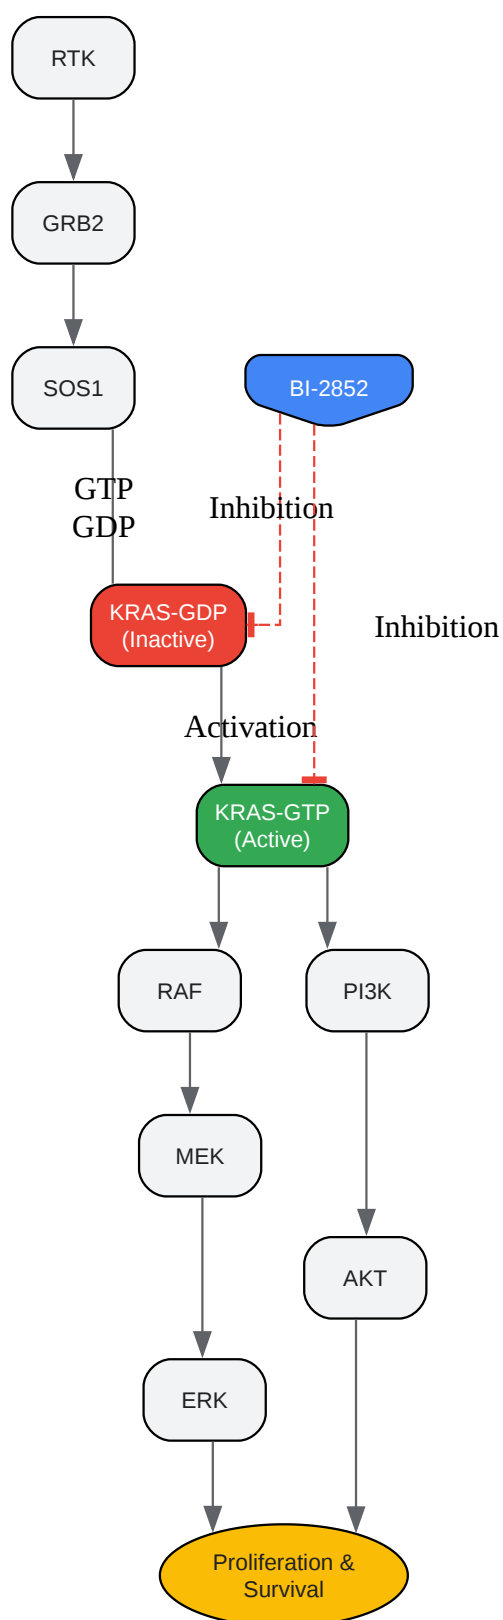 RTK
GRB2
SOS1
BI-2852
GTP
GDP
Inhibition
KRAS-GDP
(Inactive)
Inhibition
Activation
KRAS-GTP
(Active)
RAF
PI3K
MEK
AKT
ERK
Proliferation &
Survival